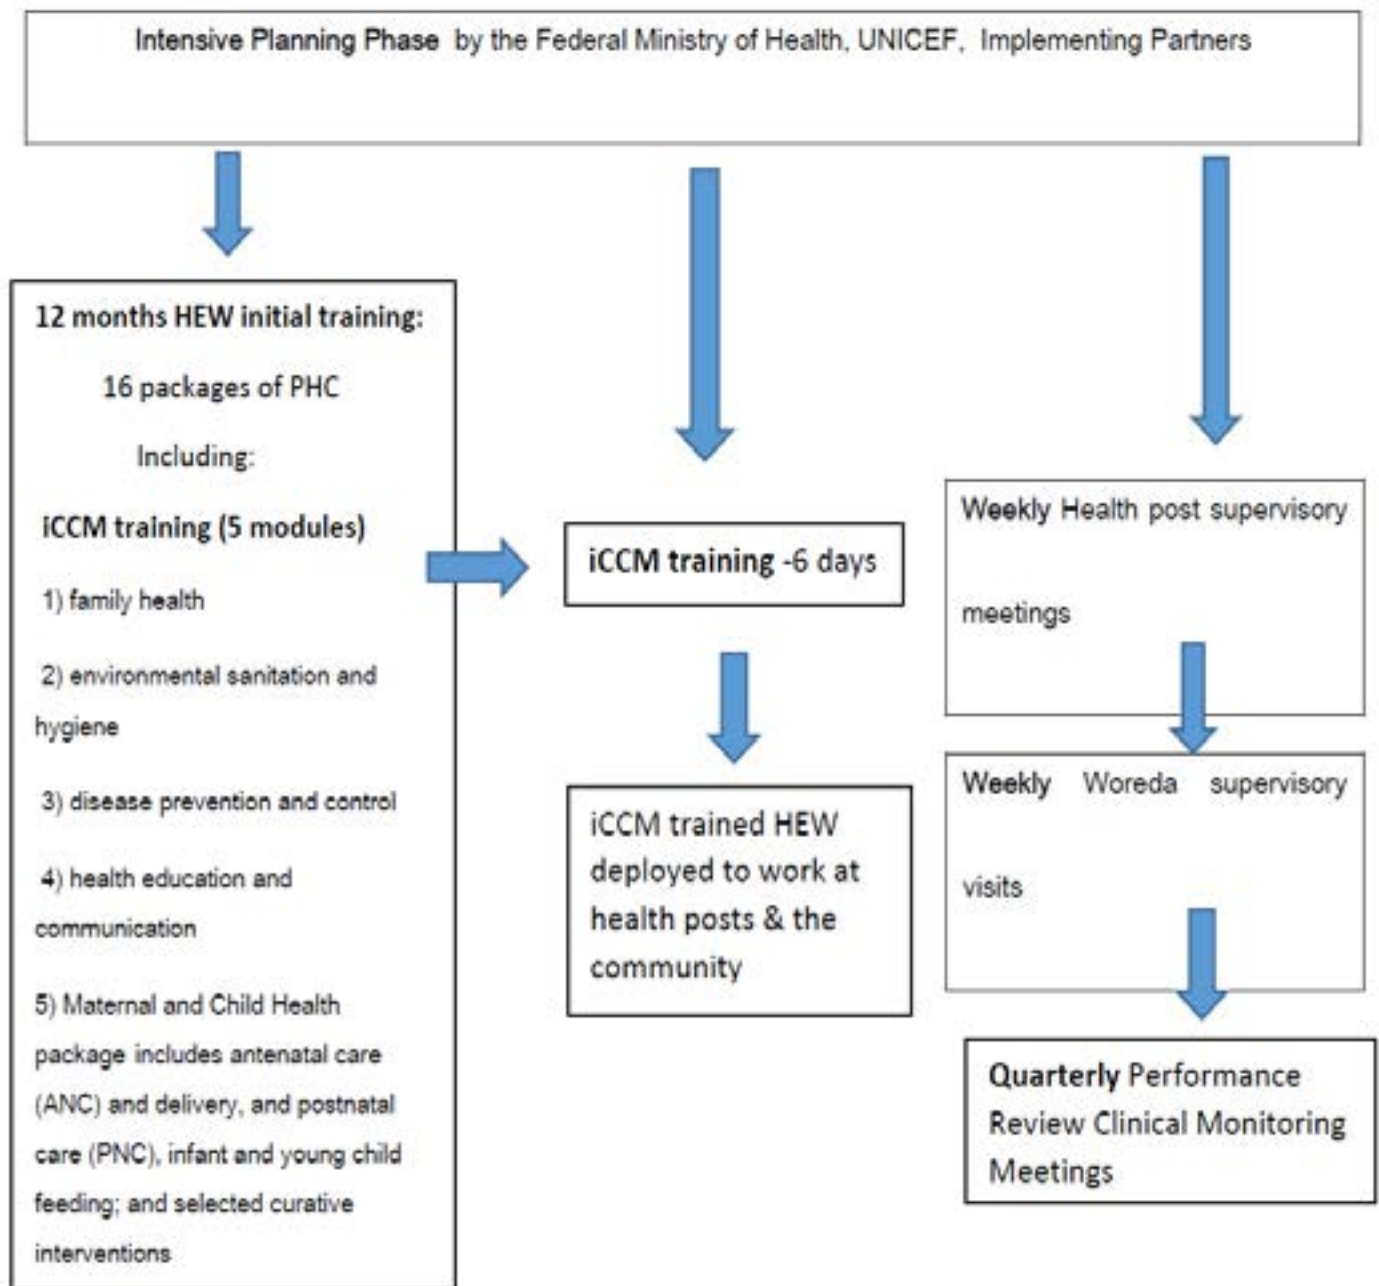 Intensive Planning Phase by the Federal Ministry of Health, UNICEF, Implementing Partners
12 months HEW initial training:
16 packages of PHC
Including:
iCCM training (5 modules)
1) family health
2) environmental sanitation and
hygiene
3) disease prevention and control
4) health education and
communication
5) Maternal and Child Health
package includes antenatal care
(ANC) and delivery, and postnatal
care (PNC), infant and young child
feeding; and selected curative
interventions
iCCM training -6 days
iCCM trained HEW
deployed to work at
health posts & the
community
Weekly Health post supervisory
meetings
Weekly Woreda supervisory
visits
Quarterly Performance
Review Clinical Monitoring
Meetings